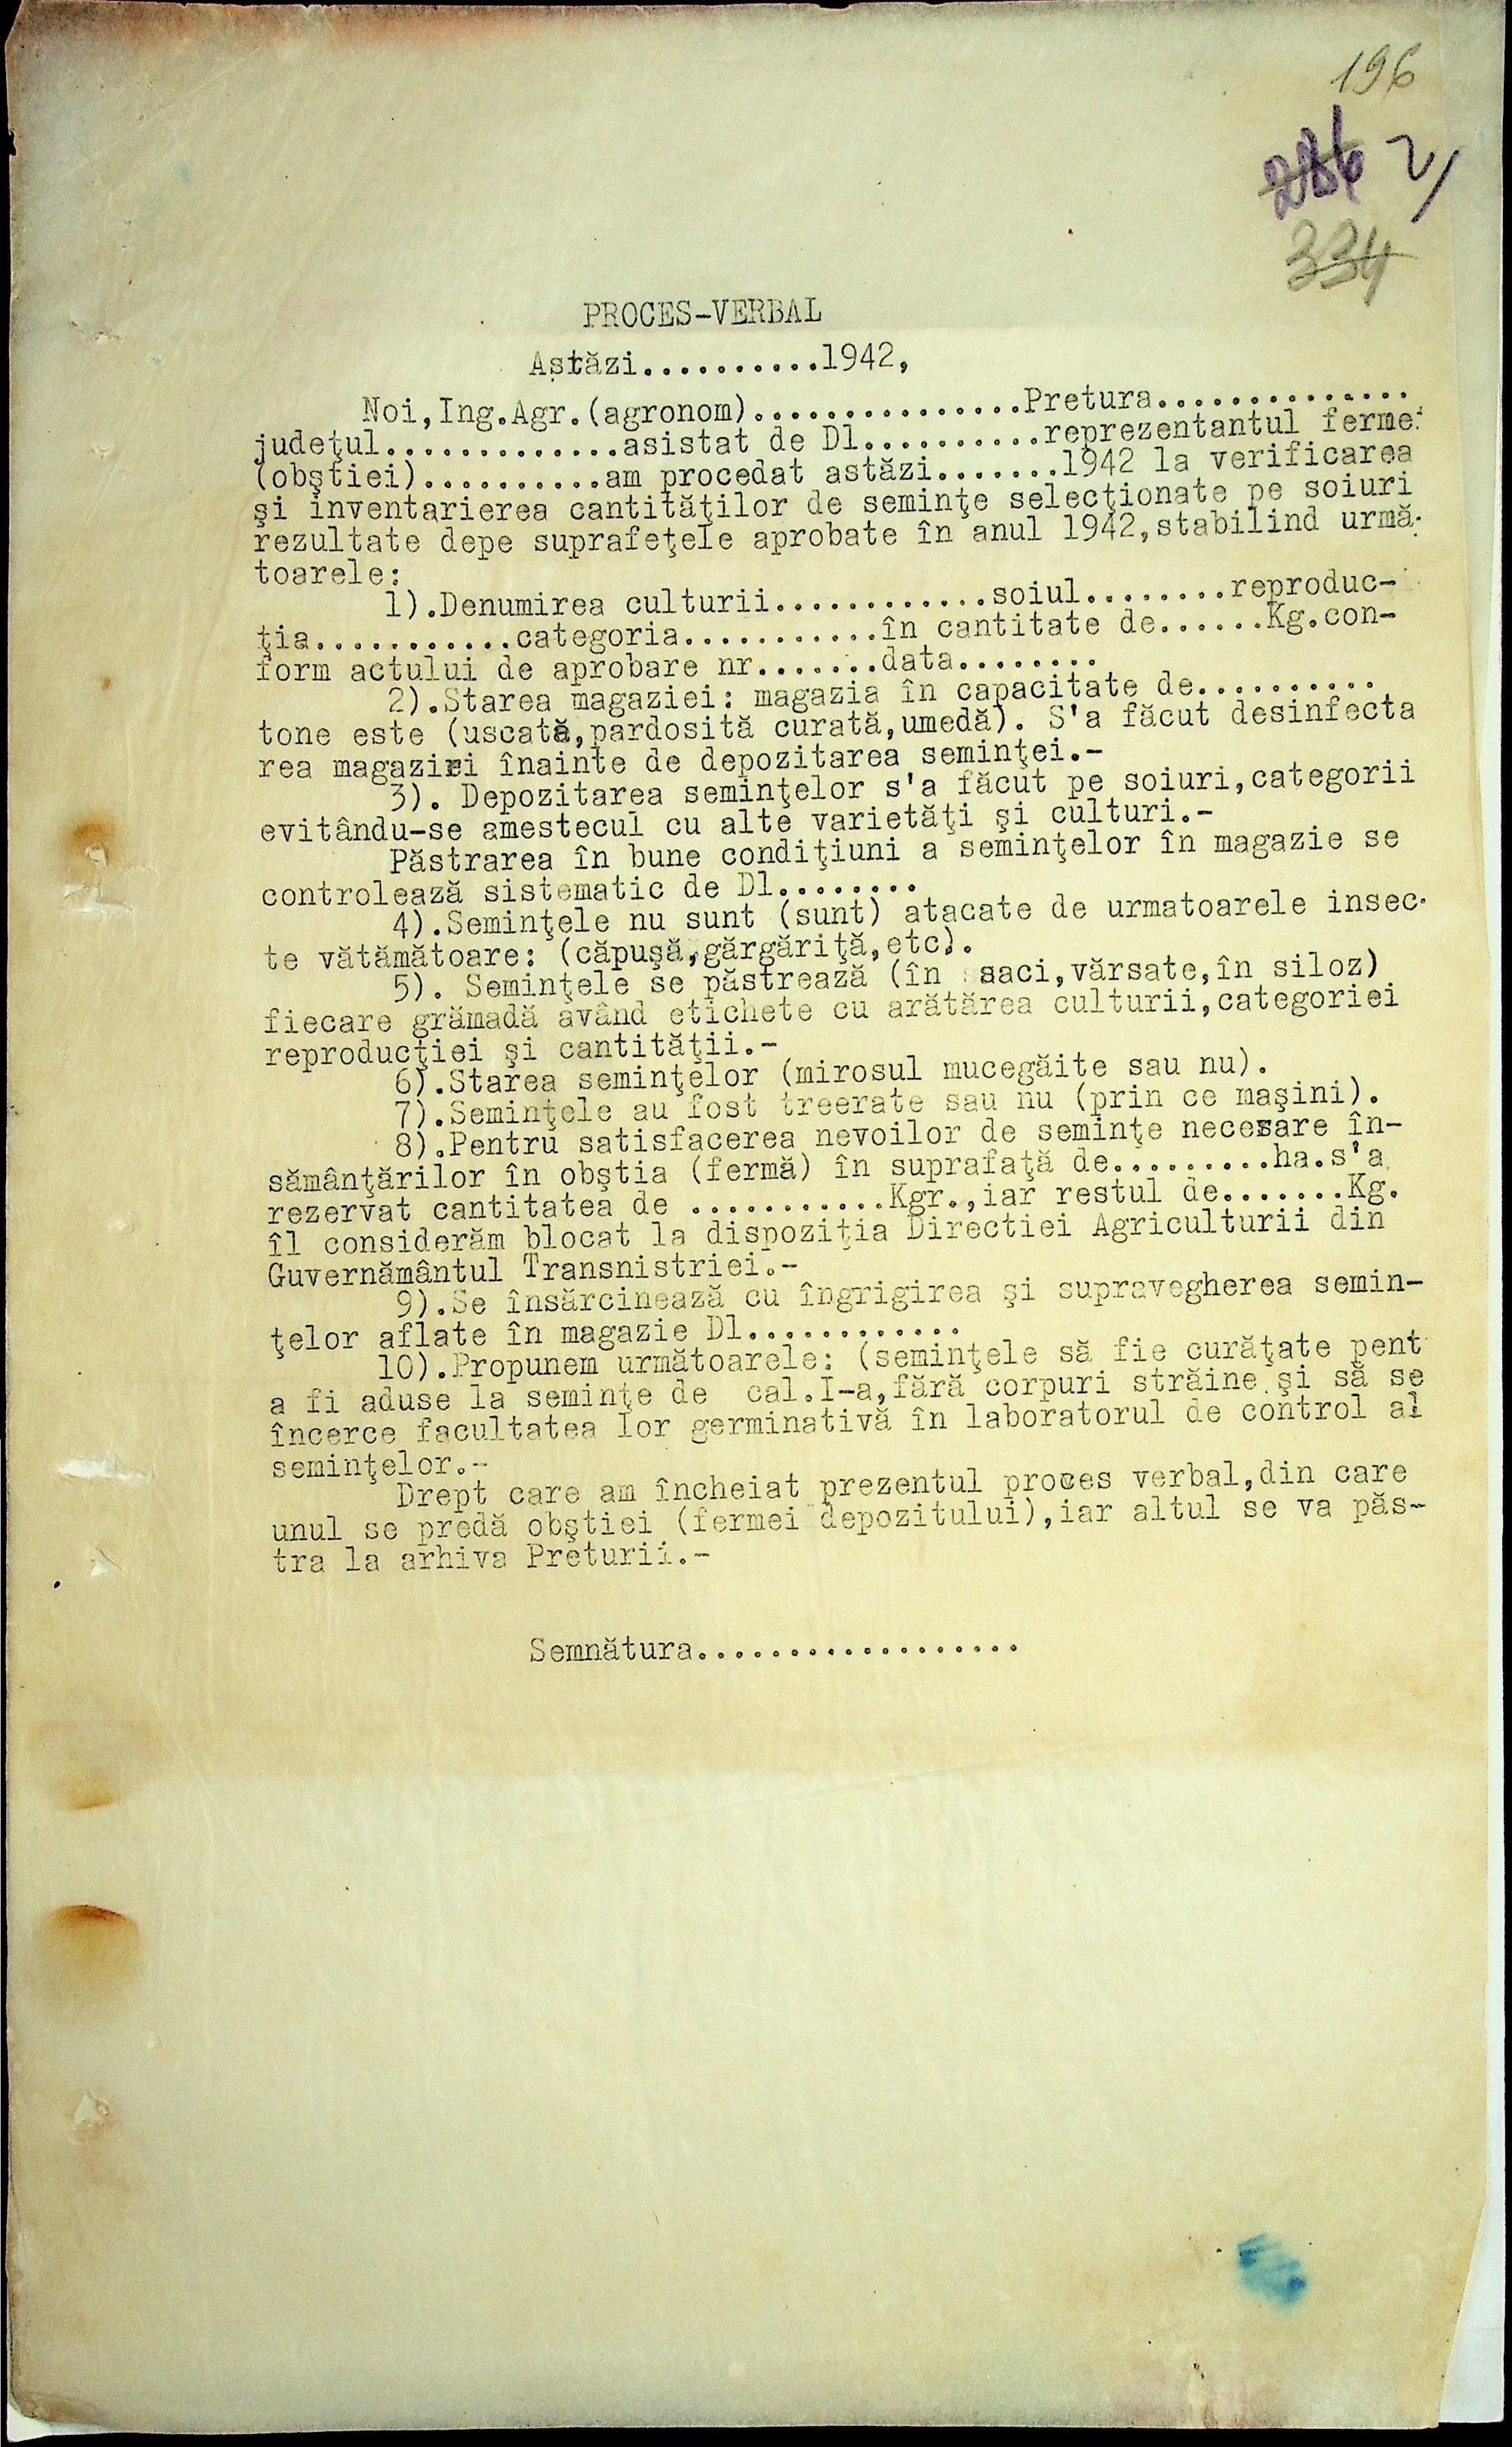 196
286 2/
334
PROCES-VERBAL
Astăzi..........1942,
Noi,Ing.Agr.(agronom)...............Pretura..............
judeţul.............asistat de Dl..........reprezentantul fermei
(obştiei)..........am procedat astăzi.......1942 la verificarea
şi inventarierea cantităţilor de seminţe selecţionate pe soiuri
rezultate depe suprafeţele aprobate în anul 1942,stabilind urmă-
toarele:
1).Denumirea culturii............soiul........reproduc-
ţia...........categoria...........în cantitate de......Kg.con-
form actului de aprobare nr.......data........
2).Starea magaziei: magazia în capacitate de..........
tone este (uscată,pardosită curată,umedă). S'a făcut desinfecta
rea magaziei înainte de depozitarea seminţei.-
3). Depozitarea seminţelor s'a făcut pe soiuri,categorii
evitându-se amestecul cu alte varietăţi şi culturi.-
Păstrarea în bune condiţiuni a seminţelor în magazie se
controlează sistematic de Dl........
4).Seminţele nu sunt (sunt) atacate de urmatoarele insec-
te vătămătoare: (căpuşă,gărgăriţă,etc).
5). Seminţele se păstrează (în saci,vărsate,în siloz)
fiecare grămadă având etichete cu arătărea culturii,categoriei
reproducţiei şi cantităţii.-
6).Starea seminţelor (mirosul mucegăite sau nu).
7).Seminţele au fost treerate sau nu (prin ce maşini).
8).Pentru satisfacerea nevoilor de seminţe necesare în-
sămânţărilor în obştia (fermă) în suprafaţă de.........ha.s'a
rezervat cantitatea de ...........Kgr.,iar restul de.......Kg.
îl considerăm blocat la dispoziţia Directiei Agriculturii din
Guvernământul Transnistriei.-
9).Se însărcinează cu îngrigirea şi supravegherea semin-
ţelor aflate în magazie Dl............
10).Propunem următoarele: (seminţele să fie curăţate pent
a fi aduse la seminţe de cal.I-a,fără corpuri străine şi să se
încerce facultatea lor germinativă în laboratorul de control al
seminţelor.-
Drept care am încheiat prezentul proces verbal,din care
unul se predă obştiei (fermei depozitului),iar altul se va păs-
tra la arhiva Preturii.-
Semnătura..................